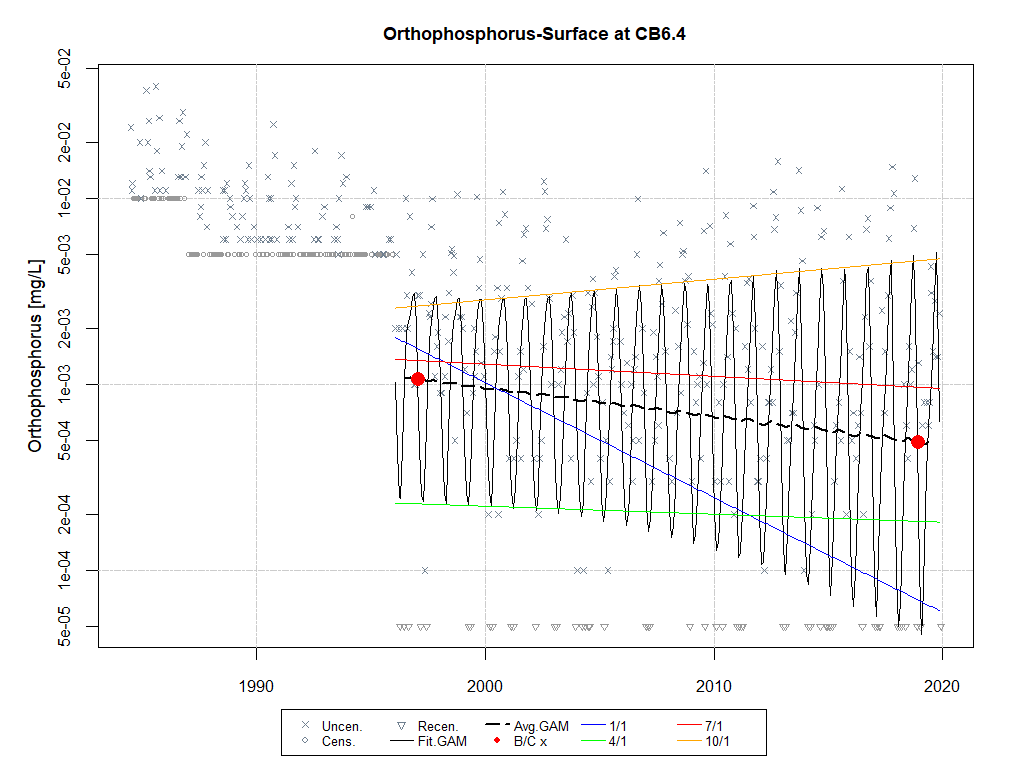 Orthophosphorus-Surface at CB6.4
Orthophosphorus [mg/L]
5e-02
2e-02
1e-02
5e-03
2e-03
1e-03
5e-04
2e-04
1e-04
5e-05
1990 2000 2010 2020
Uncen. Recen. Avg.GAM 1/1 7/1
Cens. Fit.GAM B/C x 4/1 10/1